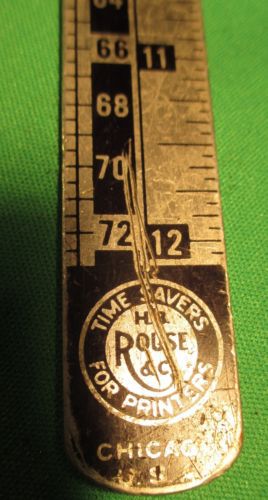 64
66 11
68
70
72 12
TIME SAVERS
H.B.
ROUSE
& CO.
FOR PRINTERS
CHICAGO